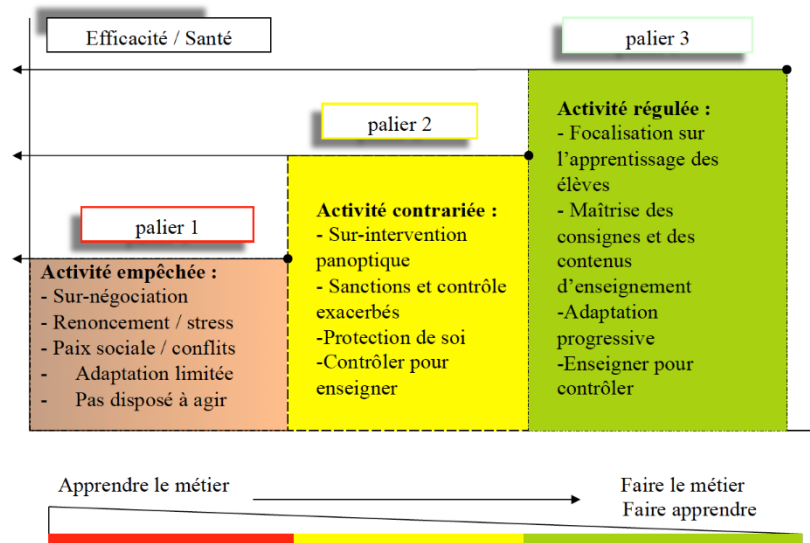 Efficacité / Santé
palier 3
palier 2
palier 1
Activité empêchée :
- Sur-négociation
- Renoncement / stress
- Paix sociale / conflits
- Adaptation limitée
- Pas disposé à agir
Activité contrariée :
- Sur-intervention
panoptique
- Sanctions et contrôle
exacerbés
-Protection de soi
-Contrôler pour
enseigner
Activité régulée :
- Focalisation sur
l’apprentissage des
élèves
- Maîtrise des
consignes et des
contenus
d’enseignement
-Adaptation
progressive
-Enseigner pour
contrôler
Apprendre le métier
Faire le métier
Faire apprendre